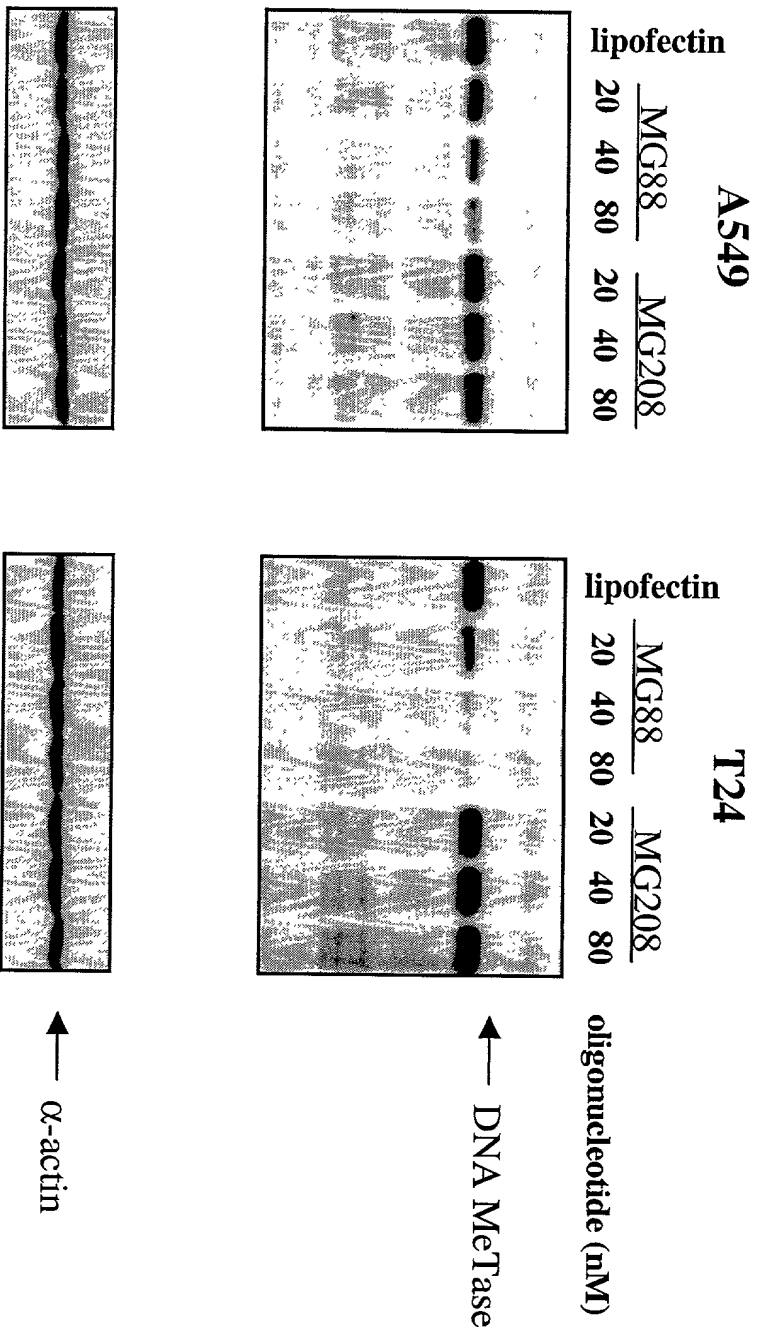 A549
T24
MG88
MG208
MG88
MG208
lipofectin
20 40 80
20 40 80
lipofectin
20 40 80
20 40 80
oligonucleotide (nM)
DNA MeTase
α-actin